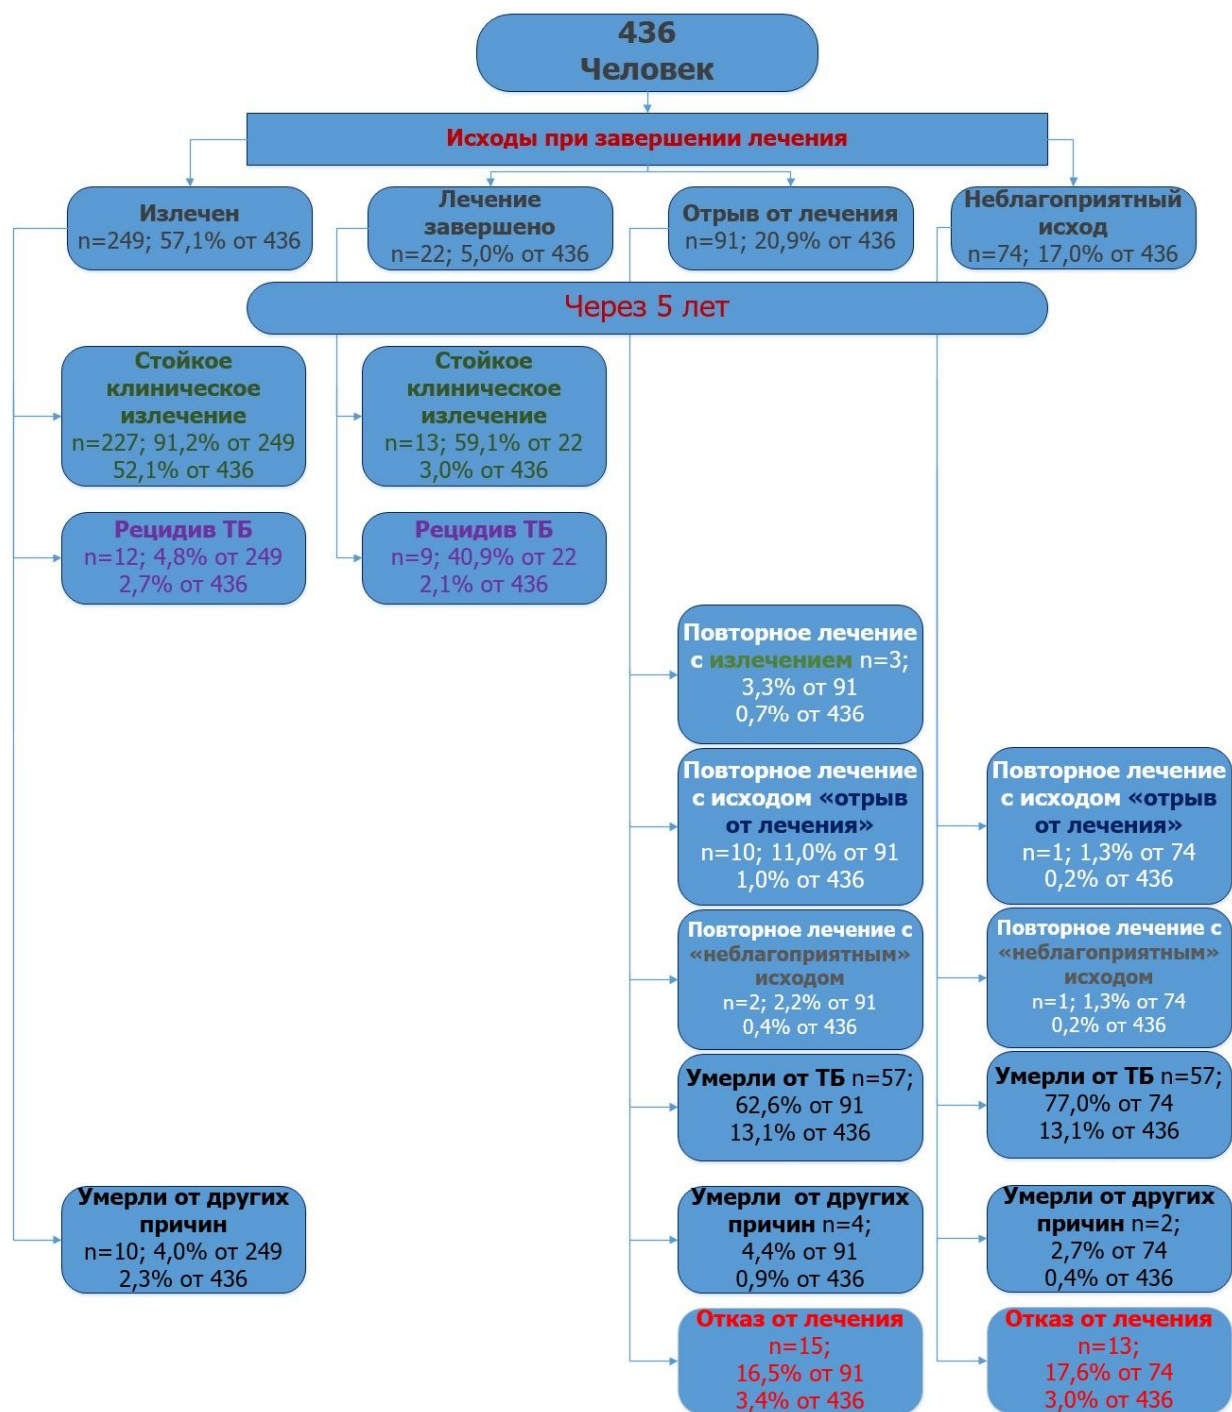 436
Человек
Исходы при завершении лечения
Излечен
n=249; 57,1% от 436
Лечение
завершено
n=22; 5,0% от 436
Отрыв от лечения
n=91; 20,9% от 436
Неблагоприятный
исход
n=74; 17,0% от 436
Через 5 лет
Стойкое
клиническое
излечение
n=227; 91,2% от 249
52,1% от 436
Стойкое
клиническое
излечение
n=13; 59,1% от 22
3,0% от 436
Рецидив ТБ
n=12; 4,8% от 249
2,7% от 436
Рецидив ТБ
n=9; 40,9% от 22
2,1% от 436
Повторное лечение
с излечением n=3;
3,3% от 91
0,7% от 436
Повторное лечение
с исходом «отрыв
от лечения»
n=10; 11,0% от 91
1,0% от 436
Повторное лечение
с исходом «отрыв
от лечения»
n=1; 1,3% от 74
0,2% от 436
Повторное лечение с
«неблагоприятным»
исходом
n=2; 2,2% от 91
0,4% от 436
Повторное лечение с
«неблагоприятным»
исходом
n=1; 1,3% от 74
0,2% от 436
Умерли от ТБ n=57;
62,6% от 91
13,1% от 436
Умерли от ТБ n=57;
77,0% от 74
13,1% от 436
Умерли от других
причин
n=10; 4,0% от 249
2,3% от 436
Умерли от других
причин n=4;
4,4% от 91
0,9% от 436
Умерли от других
причин n=2;
2,7% от 74
0,4% от 436
Отказ от лечения
n=15;
16,5% от 91
3,4% от 436
Отказ от лечения
n=13;
17,6% от 74
3,0% от 436